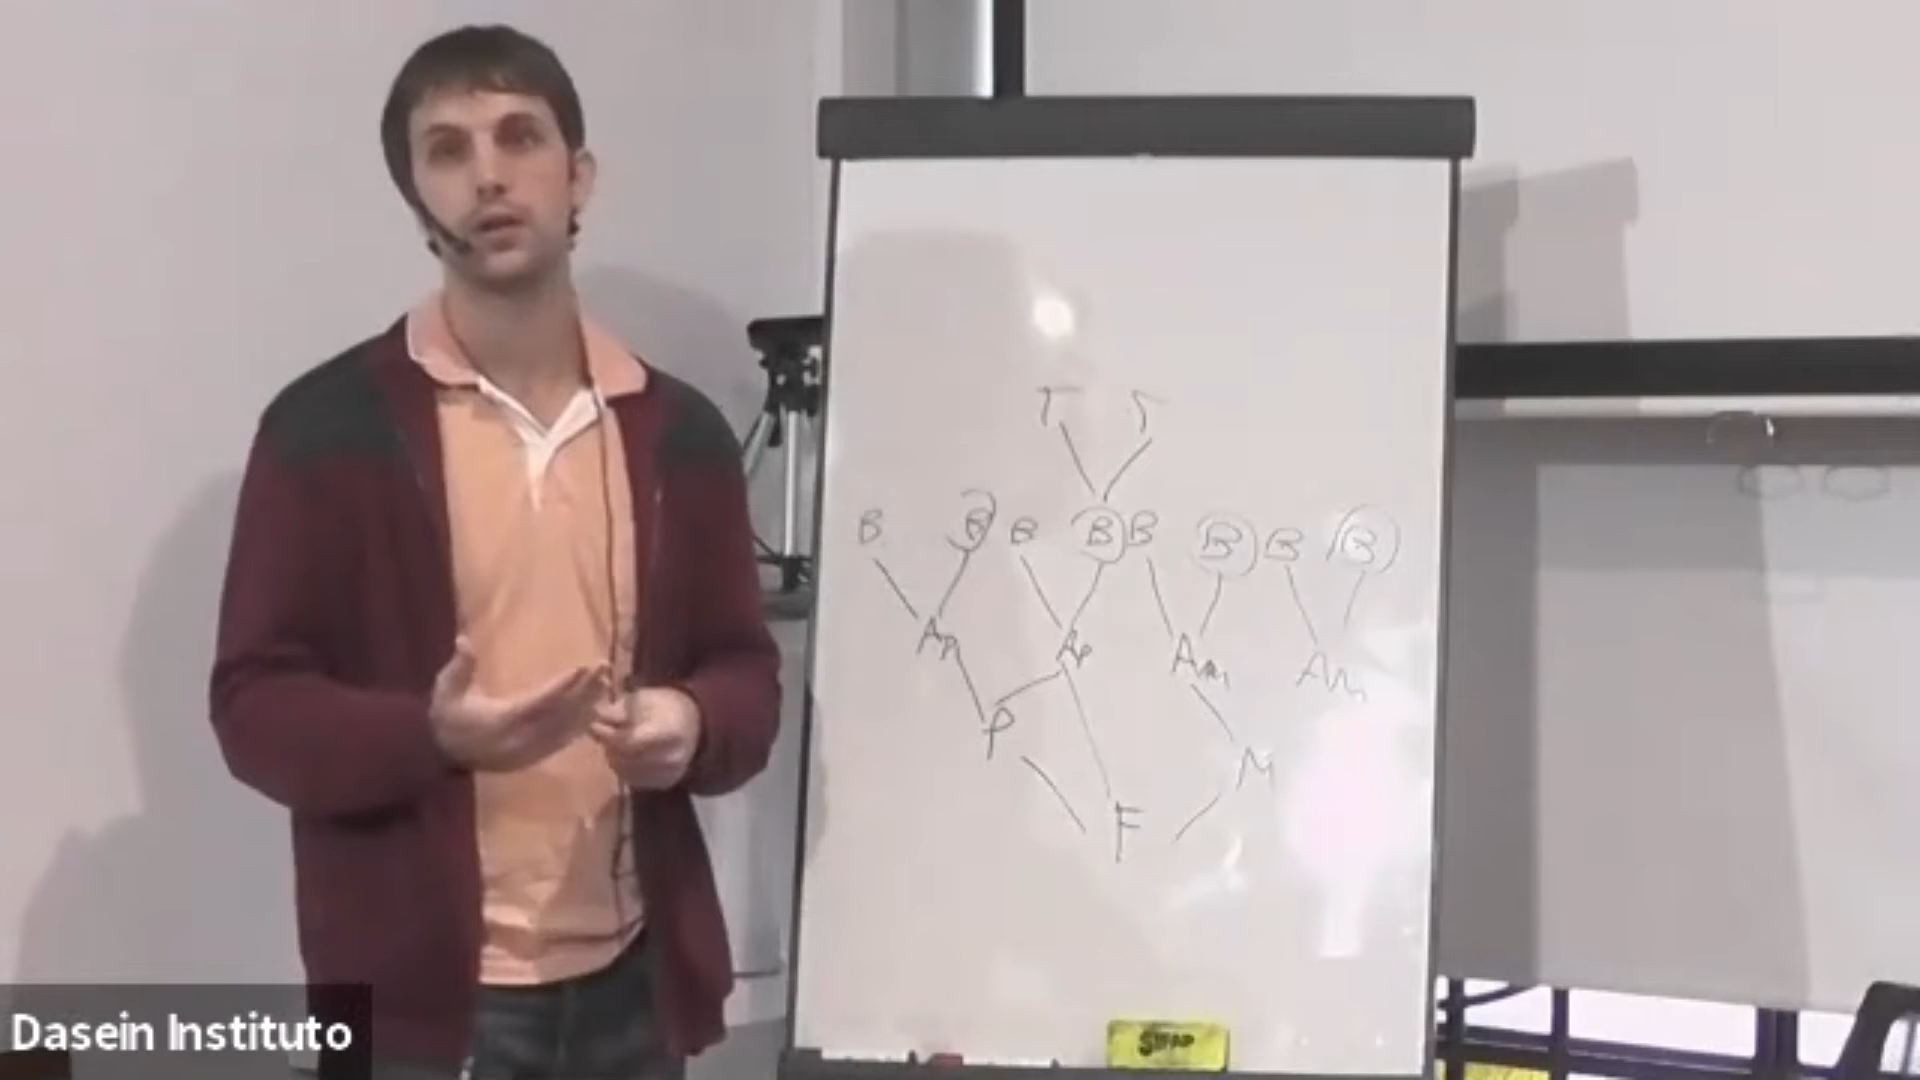 T T
B B B B B B B B
Ap Ap Am Am
P M
F
Dasein Instituto